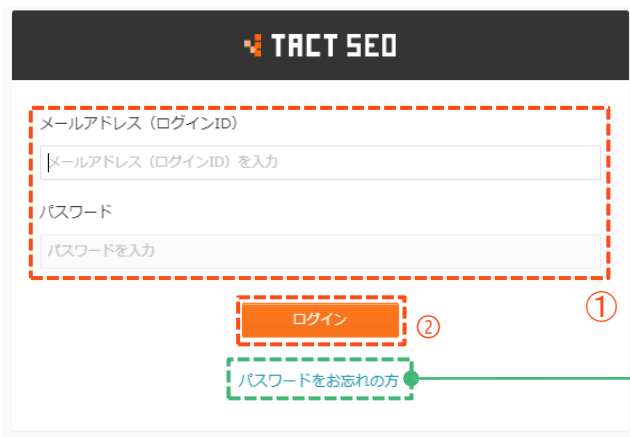 TACT SEO
メールアドレス（ログインID）
メールアドレス（ログインID）を入力
パスワード
パスワードを入力
①
ログイン
②
パスワードをお忘れの方